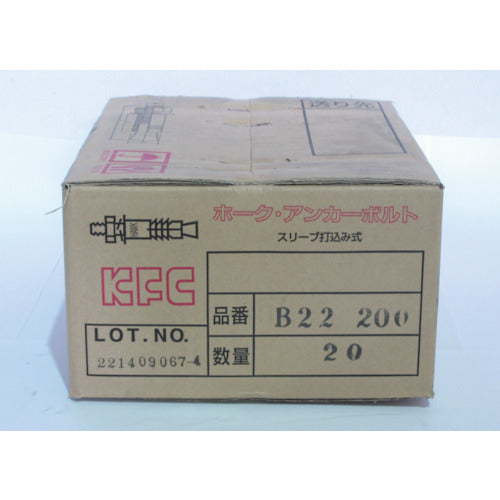 送り先
ホーク・アンカーボルト
スリーブ打込み式
KFC
品番 B22 200
LOT.NO.
221409067-4
数量 20